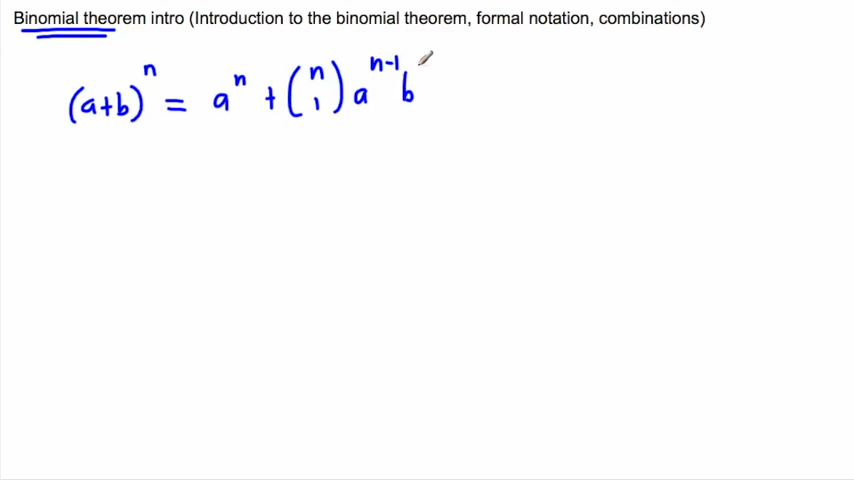 Binomial theorem intro (Introduction to the binomial theorem, formal notation, combinations)
(a+b)^n = a^n + (n 1) a^{n-1} b